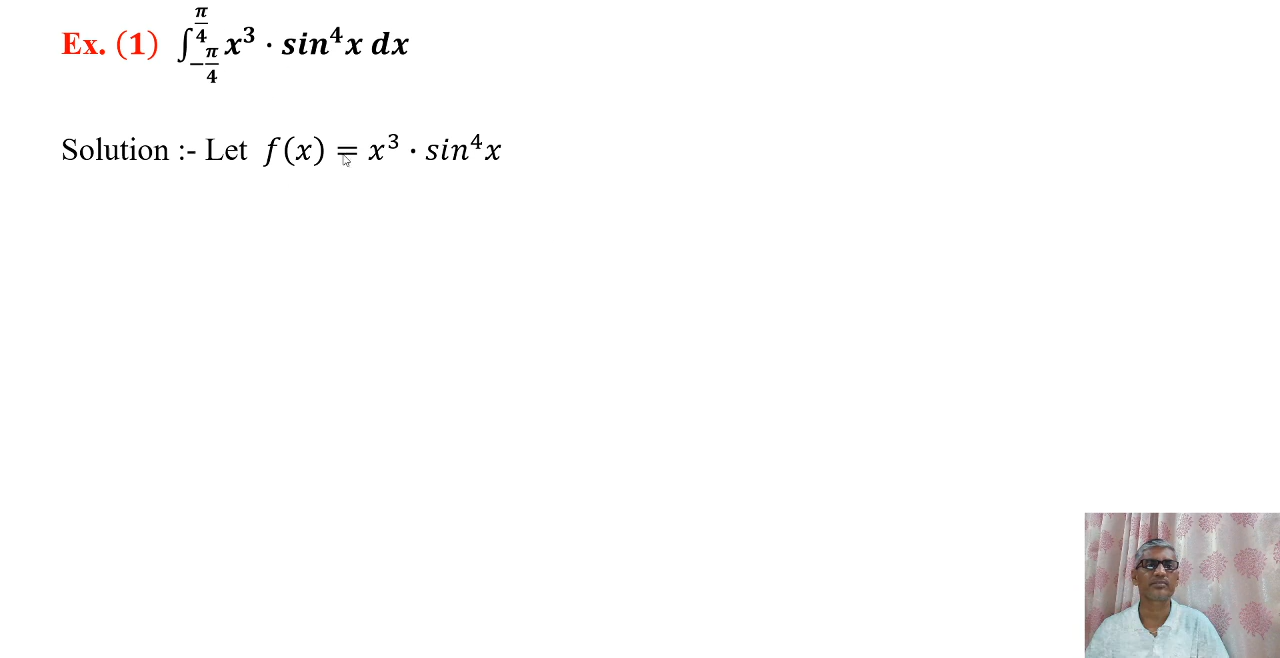 Ex. (1) ∫_{-π/4}^{π/4} x³ · sin⁴x dx
Solution :- Let f(x) = x³ · sin⁴x